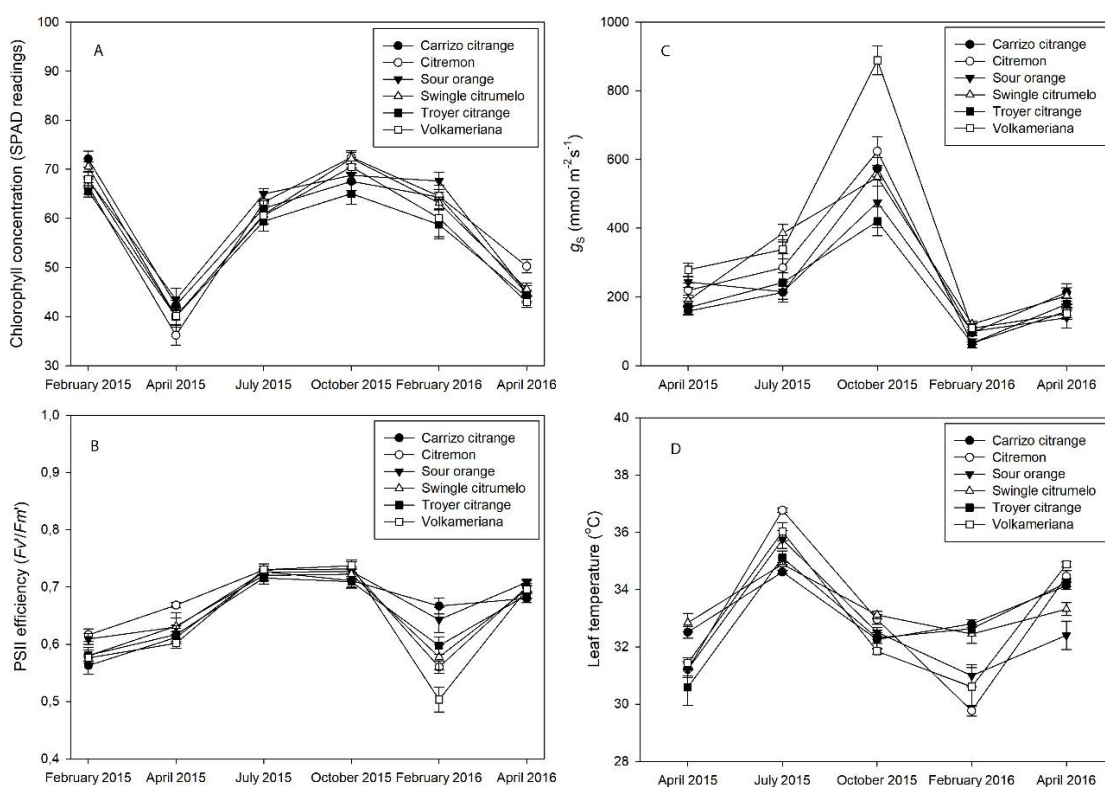 A
Chlorophyll concentration (SPAD readings)
100
90
80
70
60
50
40
30
Carrizo citrange
Citremon
Sour orange
Swingle citrumelo
Troyer citrange
Volkameriana
February 2015 April 2015 July 2015 October 2015 February 2016 April 2016
C
gS (mmol m⁻² s⁻¹)
1000
800
600
400
200
0
Carrizo citrange
Citremon
Sour orange
Swingle citrumelo
Troyer citrange
Volkameriana
April 2015 July 2015 October 2015 February 2016 April 2016
B
PSII efficiency (Fv'/Fm')
1,0
0,9
0,8
0,7
0,6
0,5
0,4
Carrizo citrange
Citremon
Sour orange
Swingle citrumelo
Troyer citrange
Volkameriana
February 2015 April 2015 July 2015 October 2015 February 2016 April 2016
D
Leaf temperature (°C)
40
38
36
34
32
30
28
Carrizo citrange
Citremon
Sour orange
Swingle citrumelo
Troyer citrange
Volkameriana
April 2015 July 2015 October 2015 February 2016 April 2016